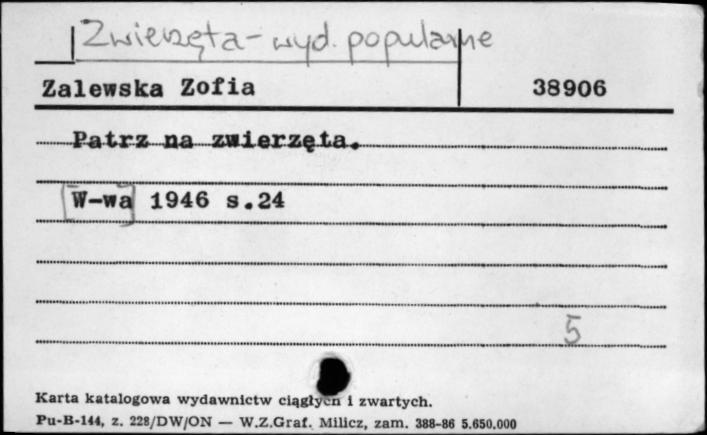 Zwierzęta - wyd. popularne
Zalewska Zofia 38906
Patrz na zwierzęta.
[W-wa] 1946 s.24
5
Karta katalogowa wydawnictw ciągłych i zwartych.
Pu-B-144, z. 228/DW/ON — W.Z.Graf. Milicz, zam. 388-86 5.650.000